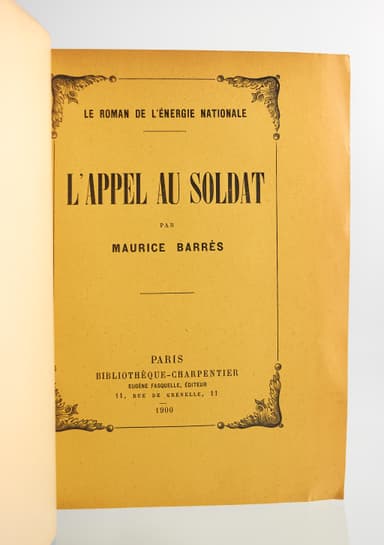 LE ROMAN DE L'ÉNERGIE NATIONALE
L'APPEL AU SOLDAT
PAR
MAURICE BARRÈS
PARIS
BIBLIOTHÈQUE-CHARPENTIER
EUGÈNE FASQUELLE, ÉDITEUR
11, RUE DE GRENELLE, 11
1900